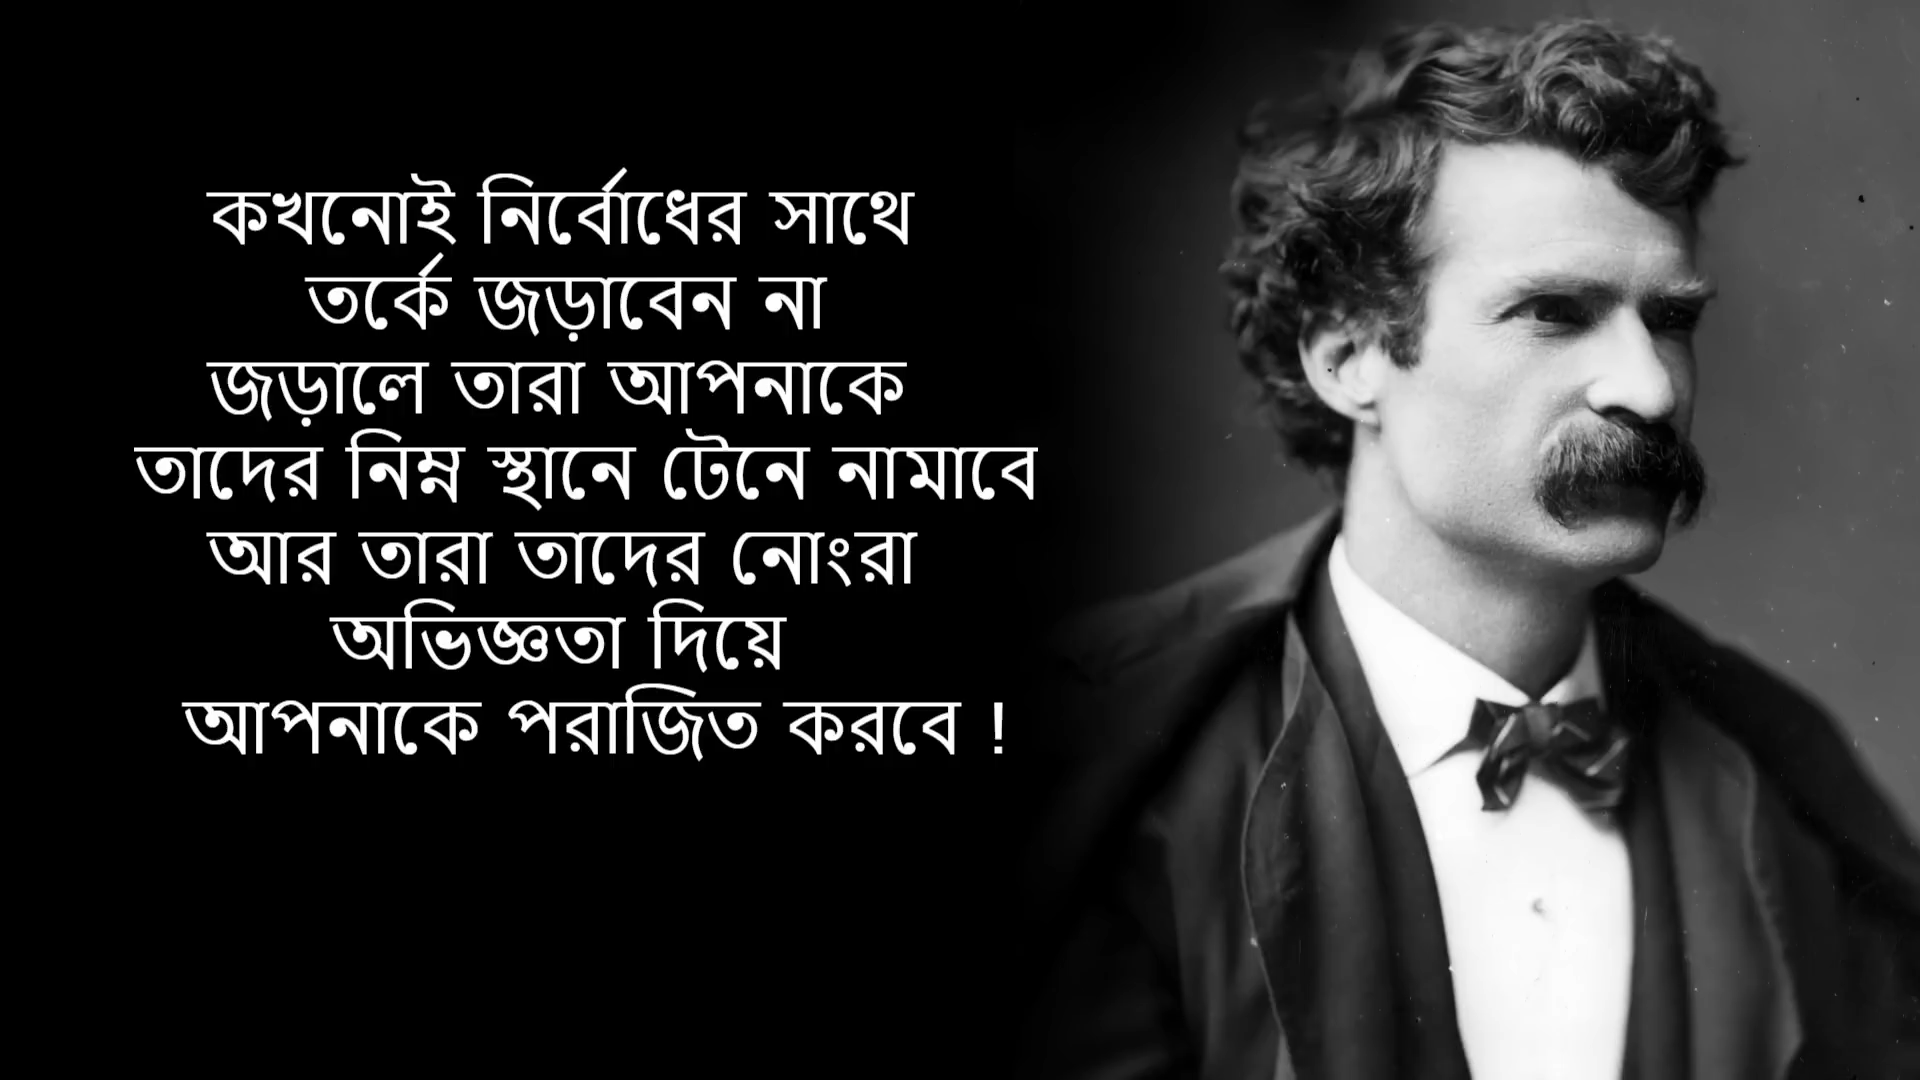 কখনোই নির্বোধের সাথে
তর্কে জড়াবেন না
জড়ালে তারা আপনাকে
তাদের নিম্ন স্থানে টেনে নামাবে
আর তারা তাদের নোংরা
অভিজ্ঞতা দিয়ে
আপনাকে পরাজিত করবে !